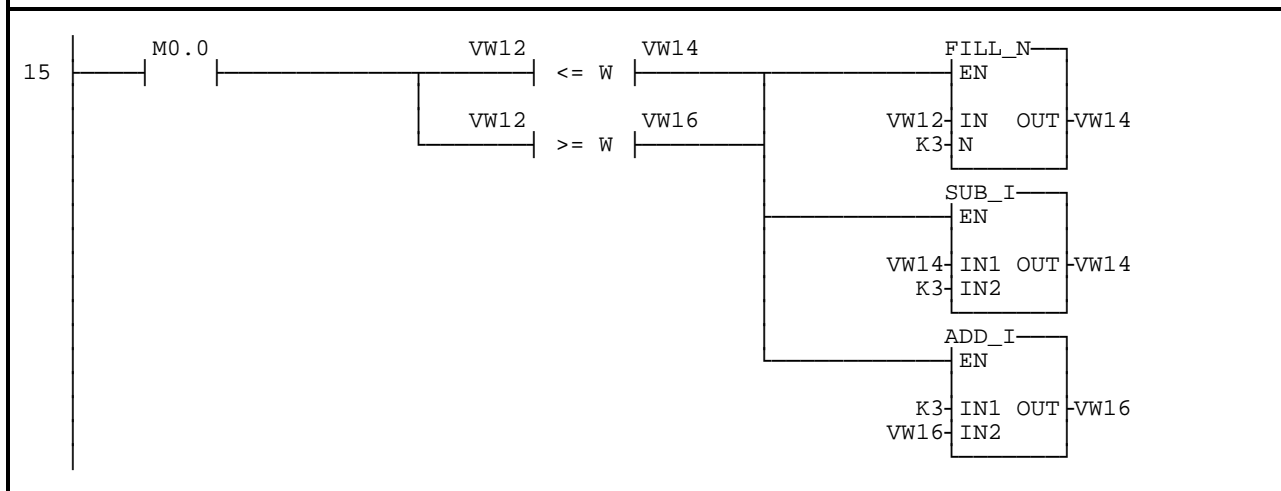 M0.0 VW12 VW14 FILL_N
15 <= W EN
VW12 VW16 VW12 IN OUT VW14
>= W K3 N
SUB_I
EN
VW14 IN1 OUT VW14
K3 IN2
ADD_I
EN
K3 IN1 OUT VW16
VW16 IN2